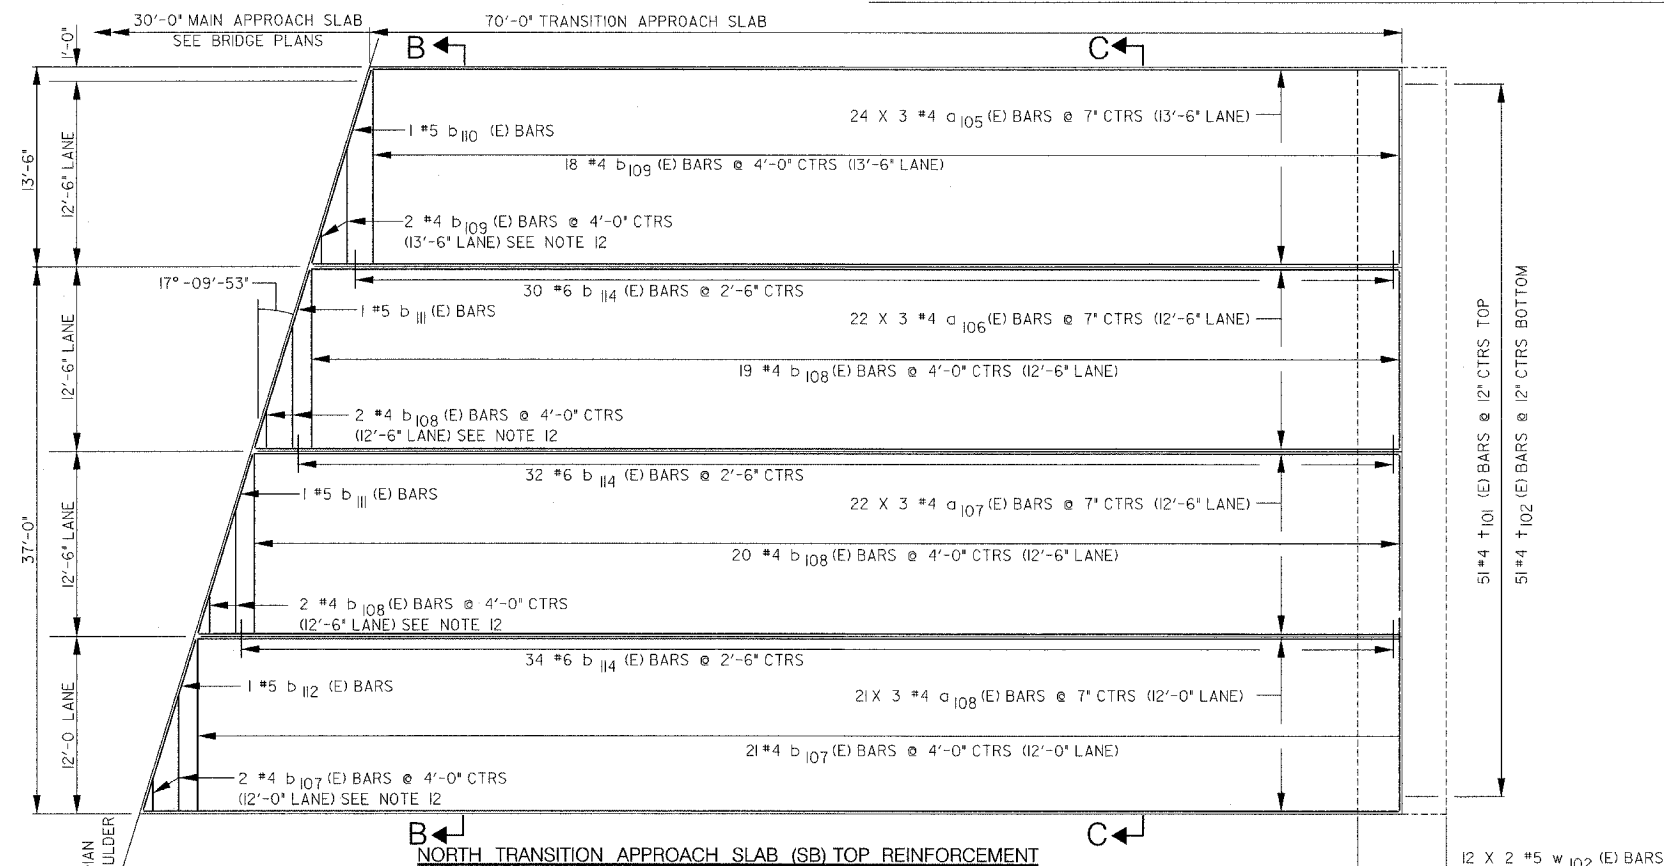 30'-0" MAIN APPROACH SLAB
SEE BRIDGE PLANS
70'-0" TRANSITION APPROACH SLAB
B
C
1'-0"
13'-6"
12'-6" LANE
24 X 3 #4 a105(E) BARS @ 7" CTRS (13'-6" LANE)
1 #5 b110 (E) BARS
18 #4 b109 (E) BARS @ 4'-0" CTRS (13'-6" LANE)
2 #4 b109 (E) BARS @ 4'-0" CTRS
(13'-6" LANE) SEE NOTE 12
17°-09'-53"
30 #6 b114 (E) BARS @ 2'-6" CTRS
1 #5 b111 (E) BARS
22 X 3 #4 a106(E) BARS @ 7" CTRS (12'-6" LANE)
12'-6" LANE
19 #4 b108(E) BARS @ 4'-0" CTRS (12'-6" LANE)
2 #4 b108 (E) BARS @ 4'-0" CTRS
(12'-6" LANE) SEE NOTE 12
32 #6 b114 (E) BARS @ 2'-6" CTRS
1 #5 b111 (E) BARS
22 X 3 #4 a107(E) BARS @ 7" CTRS (12'-6" LANE)
37'-0"
12'-6" LANE
20 #4 b108(E) BARS @ 4'-0" CTRS (12'-6" LANE)
2 #4 b108(E) BARS @ 4'-0" CTRS
(12'-6" LANE) SEE NOTE 12
34 #6 b114 (E) BARS @ 2'-6" CTRS
1 #5 b112 (E) BARS
21 X 3 #4 a108(E) BARS @ 7" CTRS (12'-0" LANE)
12'-0 LANE
21 #4 b107(E) BARS @ 4'-0" CTRS (12'-0" LANE)
2 #4 b107(E) BARS @ 4'-0" CTRS
(12'-0" LANE) SEE NOTE 12
51 #4 t101 (E) BARS @ 12" CTRS TOP
51 #4 t102 (E) BARS @ 12" CTRS BOTTOM
B
C
NORTH TRANSITION APPROACH SLAB (SB) TOP REINFORCEMENT
12 X 2 #5 w102 (E) BARS